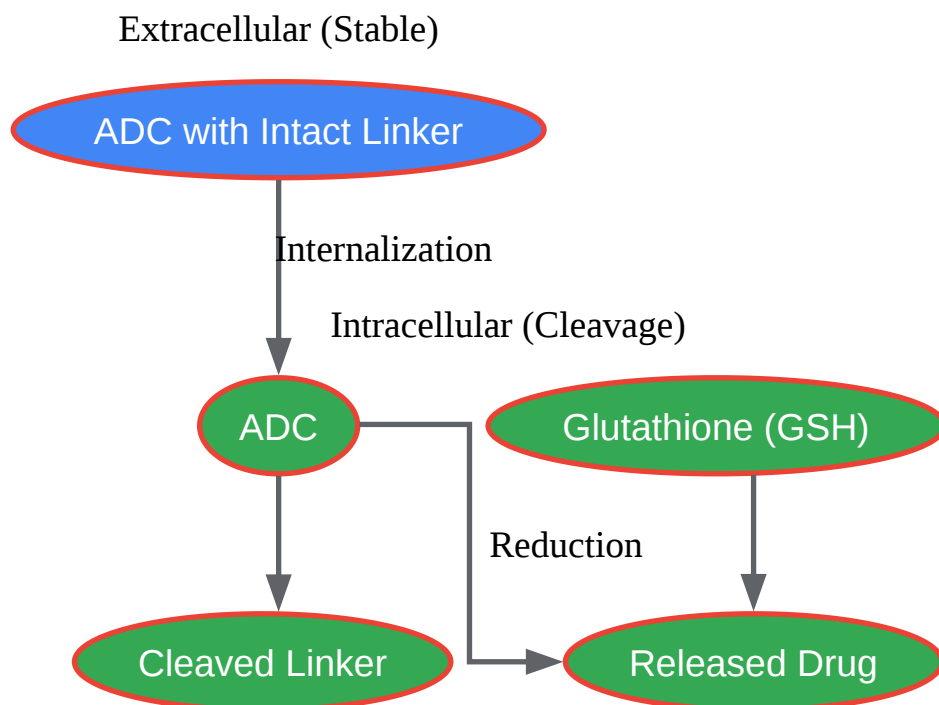 Extracellular (Stable)
ADC with Intact Linker
Internalization
Intracellular (Cleavage)
ADC
Glutathione (GSH)
Reduction
Cleaved Linker
Released Drug